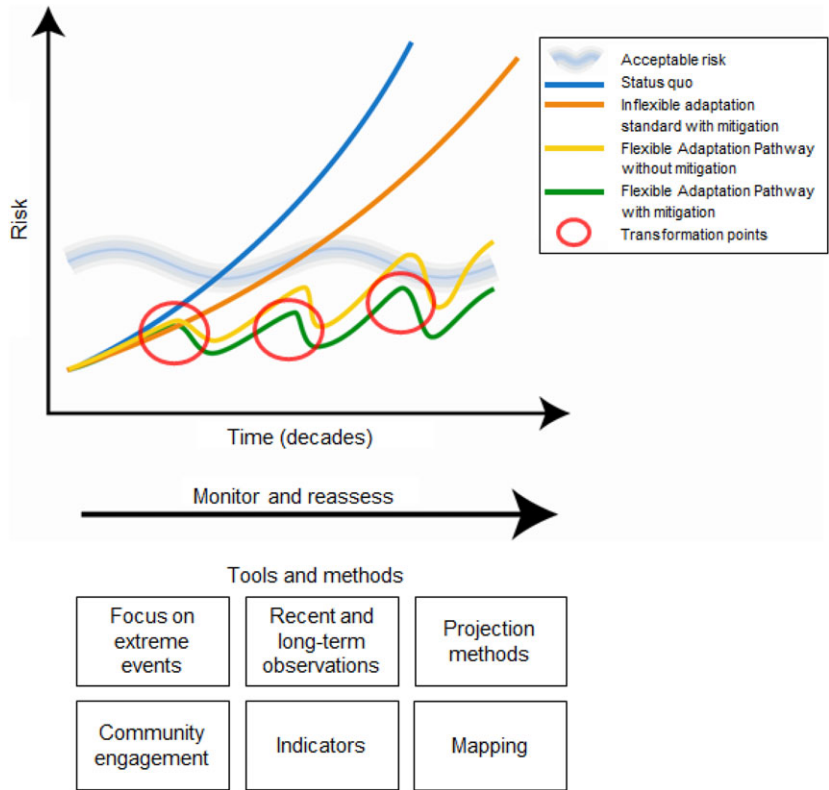 Risk
Acceptable risk
Status quo
Inflexible adaptation
standard with mitigation
Flexible Adaptation Pathway
without mitigation
Flexible Adaptation Pathway
with mitigation
Transformation points
Time (decades)
Monitor and reassess
Tools and methods
Focus on
extreme
events
Recent and
long-term
observations
Projection
methods
Community
engagement
Indicators
Mapping